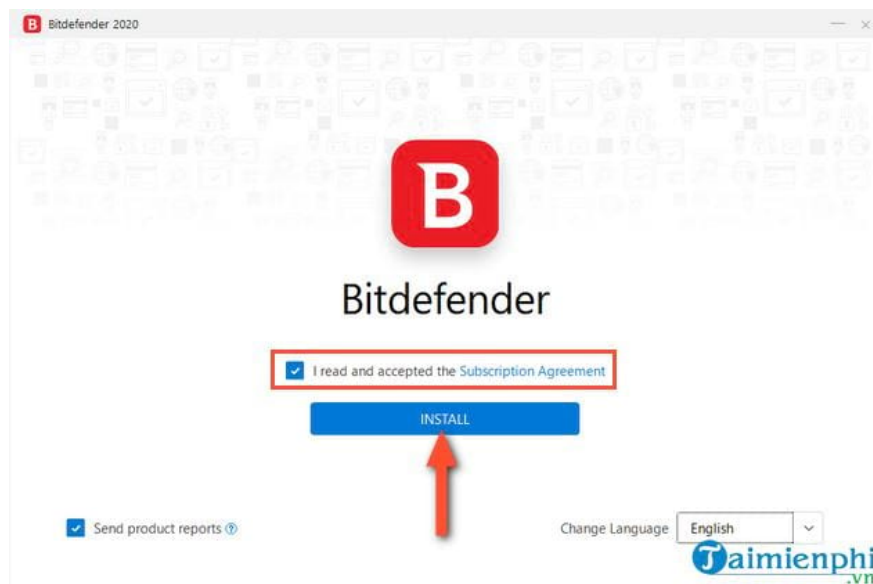 B Bitdefender 2020
B
Bitdefender
I read and accepted the Subscription Agreement
INSTALL
Send product reports ?
Change Language English
Taimienphi
.vn